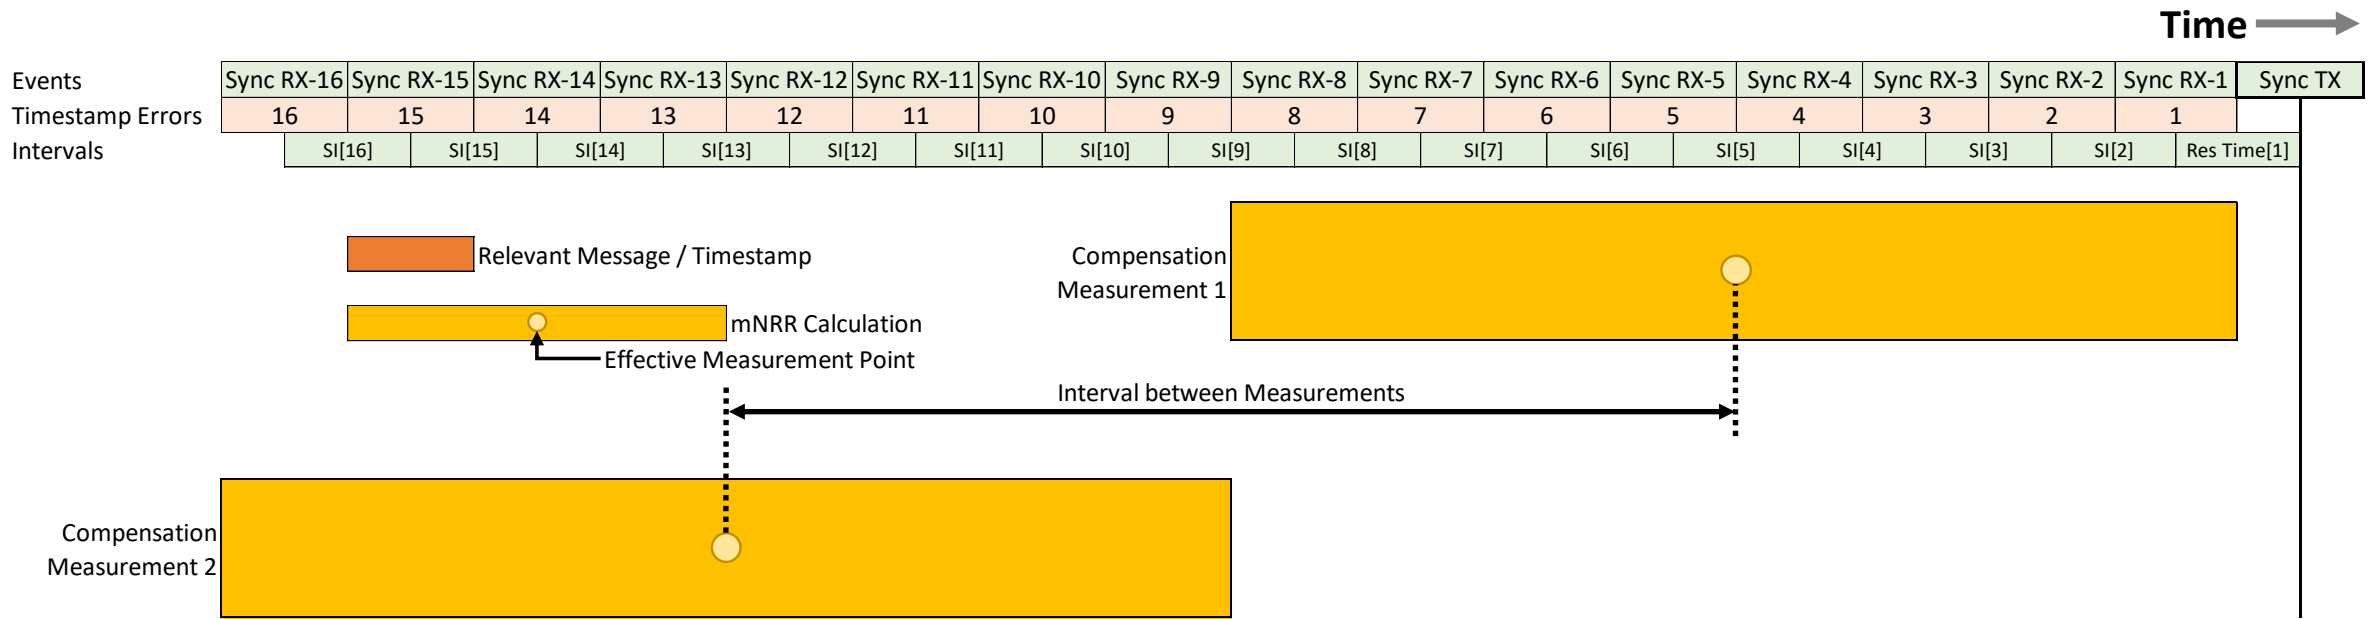 Time
Events Sync RX-16 Sync RX-15 Sync RX-14 Sync RX-13 Sync RX-12 Sync RX-11 Sync RX-10 Sync RX-9 Sync RX-8 Sync RX-7 Sync RX-6 Sync RX-5 Sync RX-4 Sync RX-3 Sync RX-2 Sync RX-1 Sync TX
Timestamp Errors 16 15 14 13 12 11 10 9 8 7 6 5 4 3 2 1
Intervals SI[16] SI[15] SI[14] SI[13] SI[12] SI[11] SI[10] SI[9] SI[8] SI[7] SI[6] SI[5] SI[4] SI[3] SI[2] Res Time[1]
Relevant Message / Timestamp
Compensation
Measurement 1
mNRR Calculation
Effective Measurement Point
Interval between Measurements
Compensation
Measurement 2